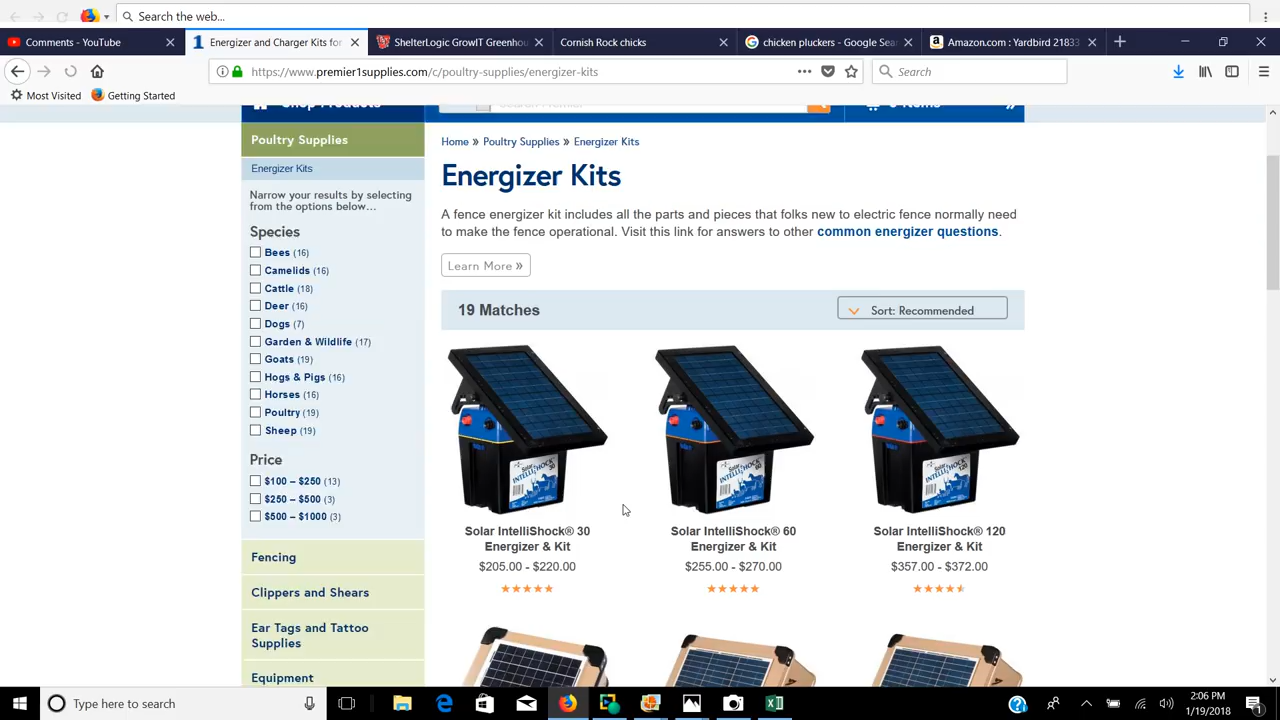 Search the web...
Comments - YouTube
Energizer and Charger Kits for
ShelterLogic GrowIT Greenhou
Cornish Rock chicks
chicken pluckers - Google Sea
Amazon.com : Yardbird 21833
https://www.premier1supplies.com/c/poultry-supplies/energizer-kits
Search
Most Visited
Getting Started
Shop Products
Search Premier
0 Items
Poultry Supplies
Energizer Kits
Narrow your results by selecting
from the options below...
Species
Bees (16)
Camelids (16)
Cattle (18)
Deer (16)
Dogs (7)
Garden & Wildlife (17)
Goats (19)
Hogs & Pigs (16)
Horses (16)
Poultry (19)
Sheep (19)
Price
$100 – $250 (13)
$250 – $500 (3)
$500 – $1000 (3)
Fencing
Clippers and Shears
Ear Tags and Tattoo
Supplies
Equipment
Home » Poultry Supplies » Energizer Kits
Energizer Kits
A fence energizer kit includes all the parts and pieces that folks new to electric fence normally need
to make the fence operational. Visit this link for answers to other common energizer questions.
Learn More »
19 Matches
Sort: Recommended
Solar IntelliShock® 30
Energizer & Kit
$205.00 - $220.00
Solar IntelliShock® 60
Energizer & Kit
$255.00 - $270.00
Solar IntelliShock® 120
Energizer & Kit
$357.00 - $372.00
Type here to search
2:06 PM
1/19/2018